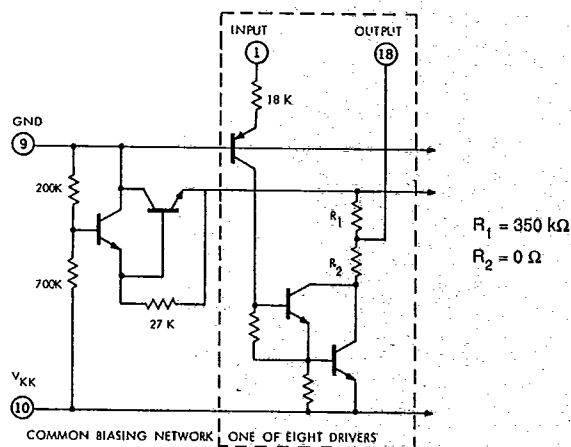 INPUT
OUTPUT
1
18
18 K
GND
9
200K
R1
R1 = 350 kΩ
R2 = 0 Ω
R2
700K
27 K
VKK
10
COMMON BIASING NETWORK
ONE OF EIGHT DRIVERS